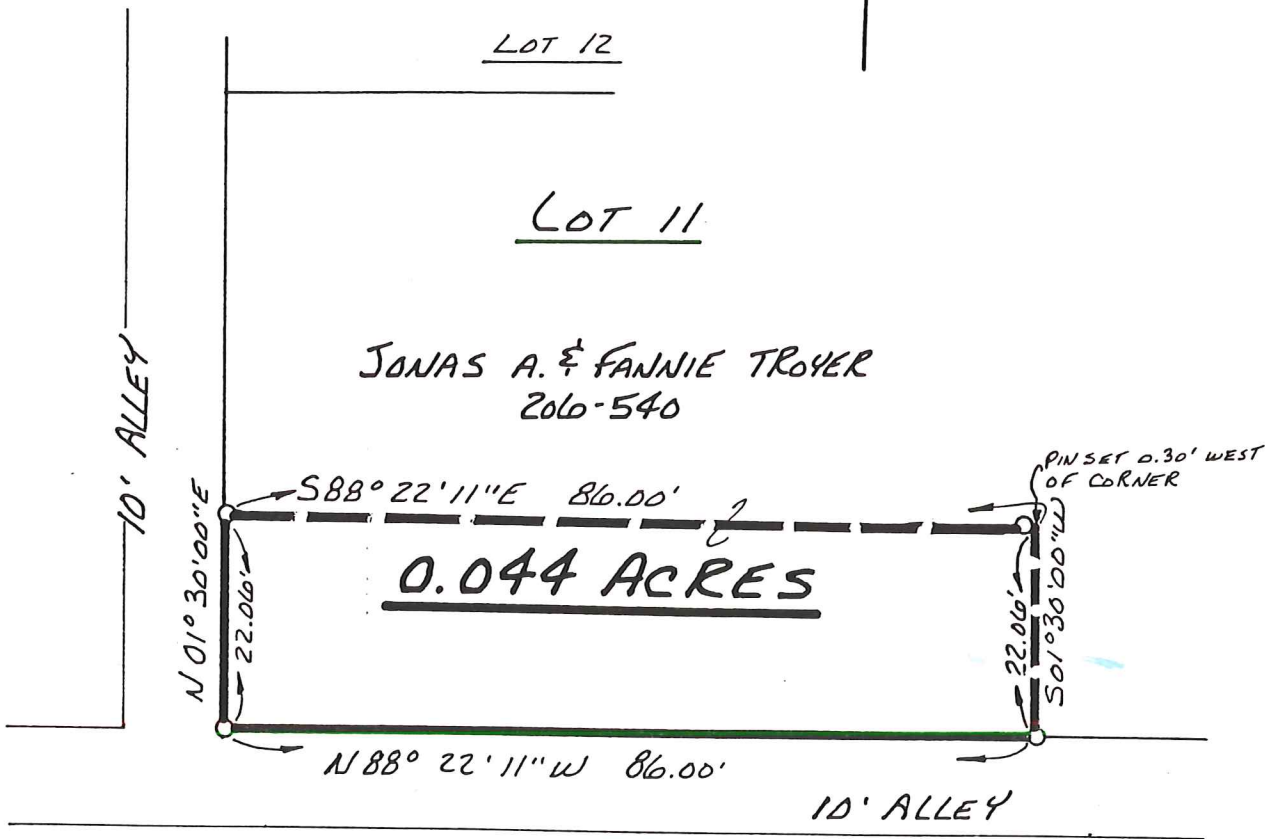 LOT 12
LOT 11
JONAS A. & FANNIE TROYER
206-540
10' ALLEY
PIN SET 0.30' WEST
OF CORNER
S88° 22' 11" E 86.00'
N 01° 30' 00" E
22.06'
0.044 ACRES
22.06'
S01° 30' 00" W
N 88° 22' 11" W 86.00'
10' ALLEY